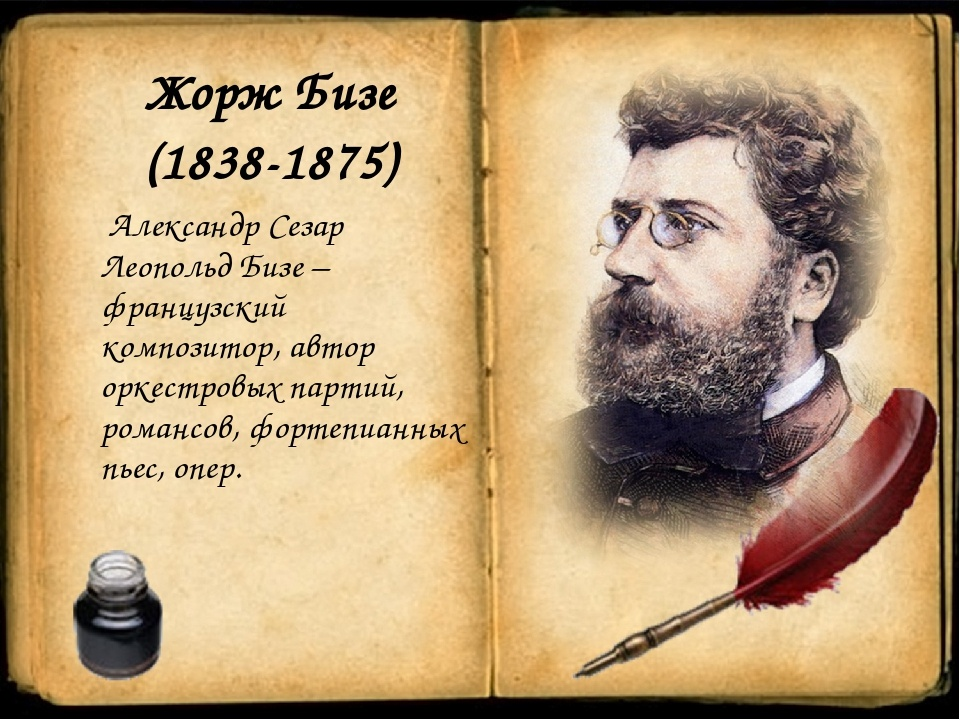 Жорж Бизе
(1838-1875)
Александр Сезар
Леопольд Бизе –
французский
композитор, автор
оркестровых партий,
романсов, фортепианных
пьес, опер.